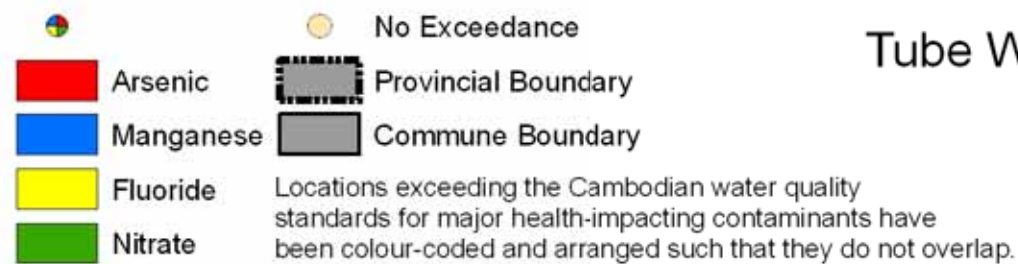 No Exceedance
Tube
Arsenic
Provincial Boundary
Manganese
Commune Boundary
Fluoride
Nitrate
Locations exceeding the Cambodian water quality
standards for major health-impacting contaminants have
been colour-coded and arranged such that they do not overlap.